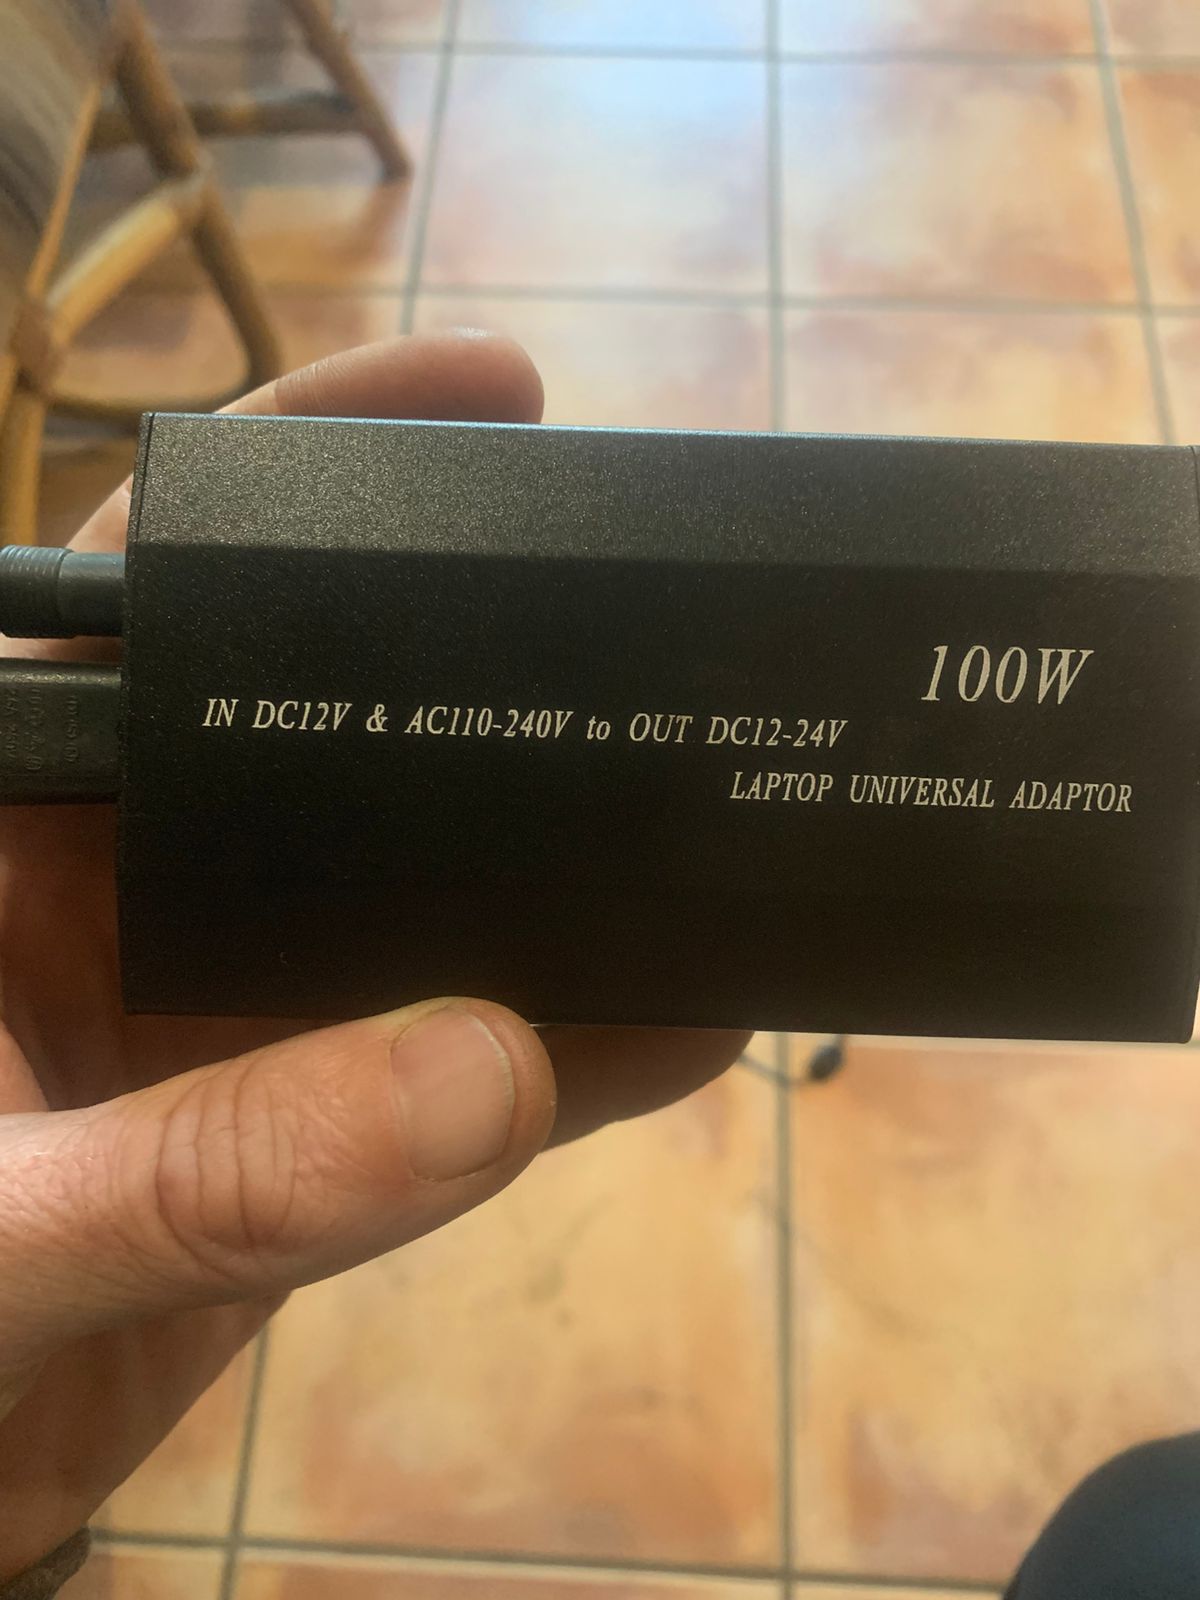 100W
IN DC12V & AC110-240V to OUT DC12-24V
LAPTOP UNIVERSAL ADAPTOR